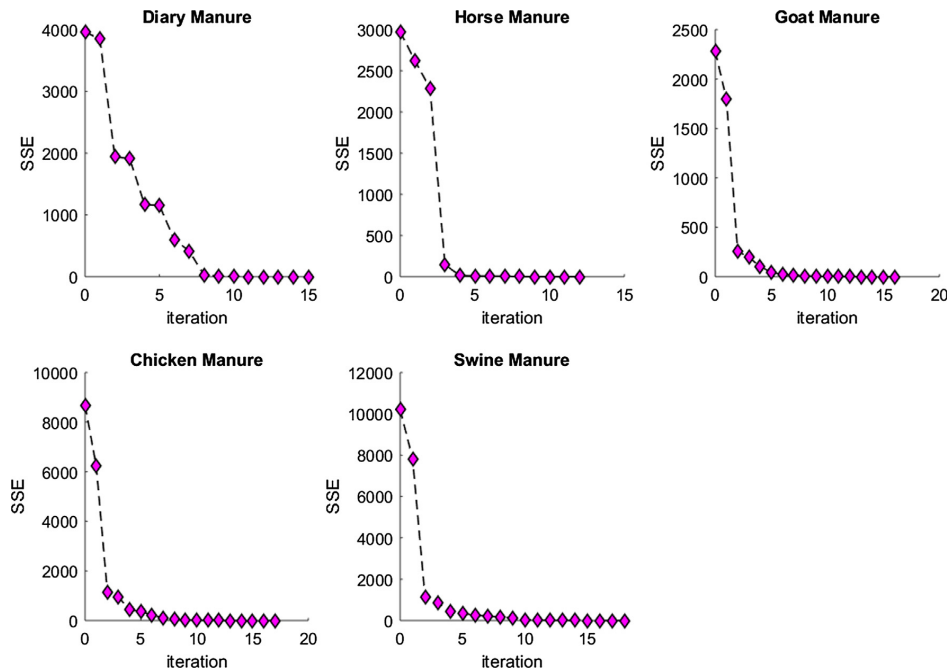 Diary Manure
4000
3000
2000
1000
0
SSE
0 5 10 15
iteration
Horse Manure
3000
2500
2000
1500
1000
500
0
SSE
0 5 10 15
iteration
Goat Manure
2500
2000
1500
1000
500
0
SSE
0 5 10 15 20
iteration
Chicken Manure
10000
8000
6000
4000
2000
0
SSE
0 5 10 15 20
iteration
Swine Manure
12000
10000
8000
6000
4000
2000
0
SSE
0 5 10 15
iteration